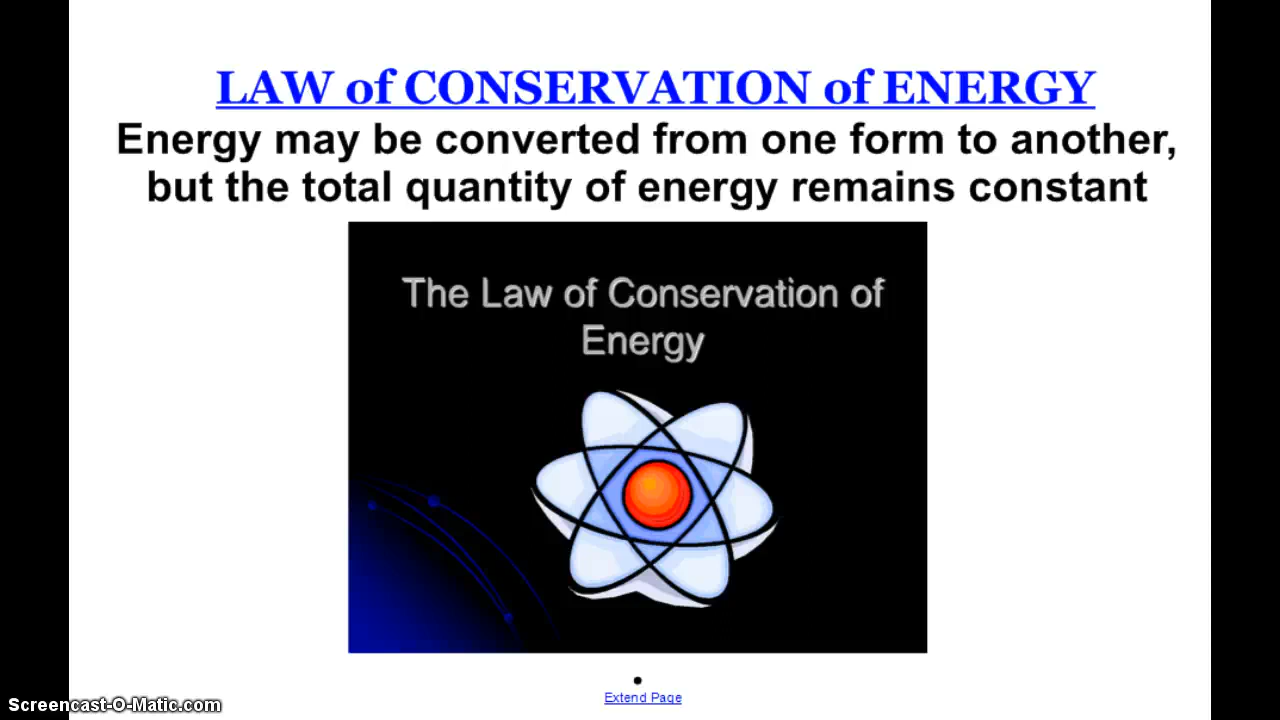 LAW of CONSERVATION of ENERGY
Energy may be converted from one form to another,
but the total quantity of energy remains constant
The Law of Conservation of
Energy
Extend Page
Screencast-O-Matic.com